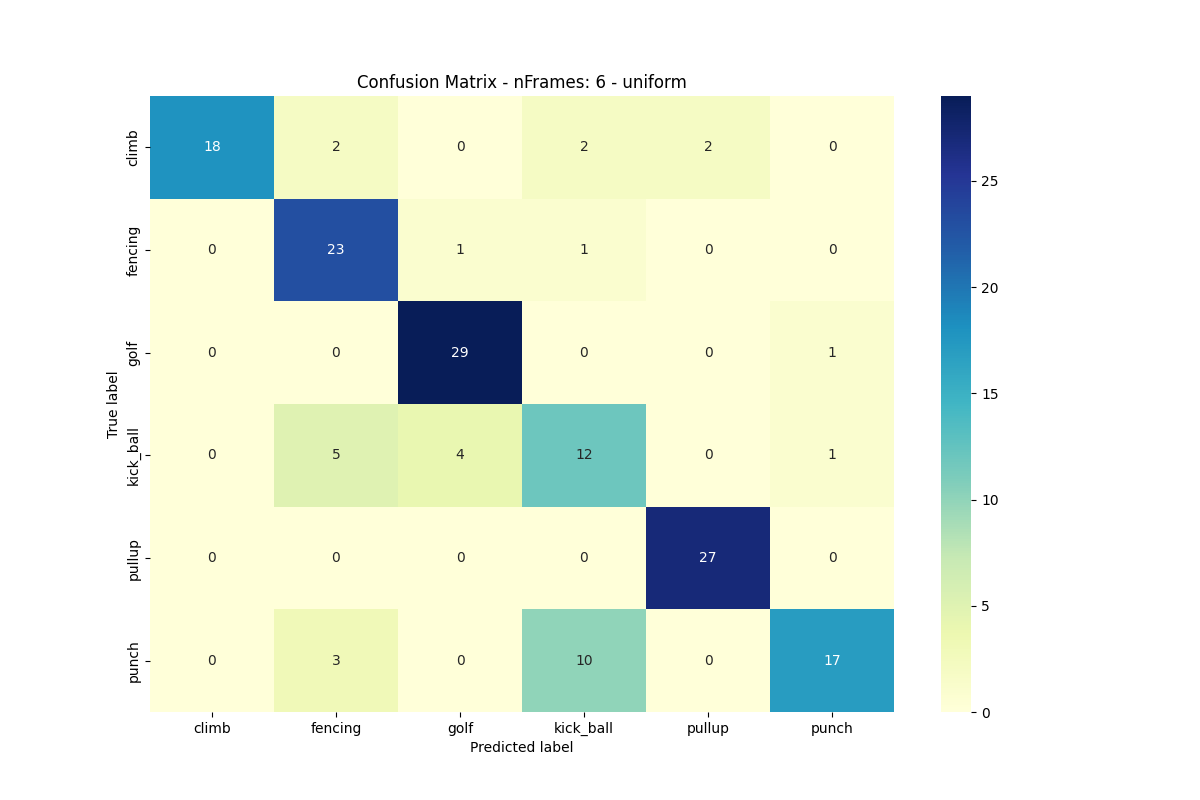 Confusion Matrix - nFrames: 6 - uniform
True label
climb 18 2 0 2 2 0
fencing 0 23 1 1 0 0
golf 0 0 29 0 0 1
kick_ball 0 5 4 12 0 1
pullup 0 0 0 0 27 0
punch 0 3 0 10 0 17
climb fencing golf kick_ball pullup punch
Predicted label
25
20
15
10
5
0